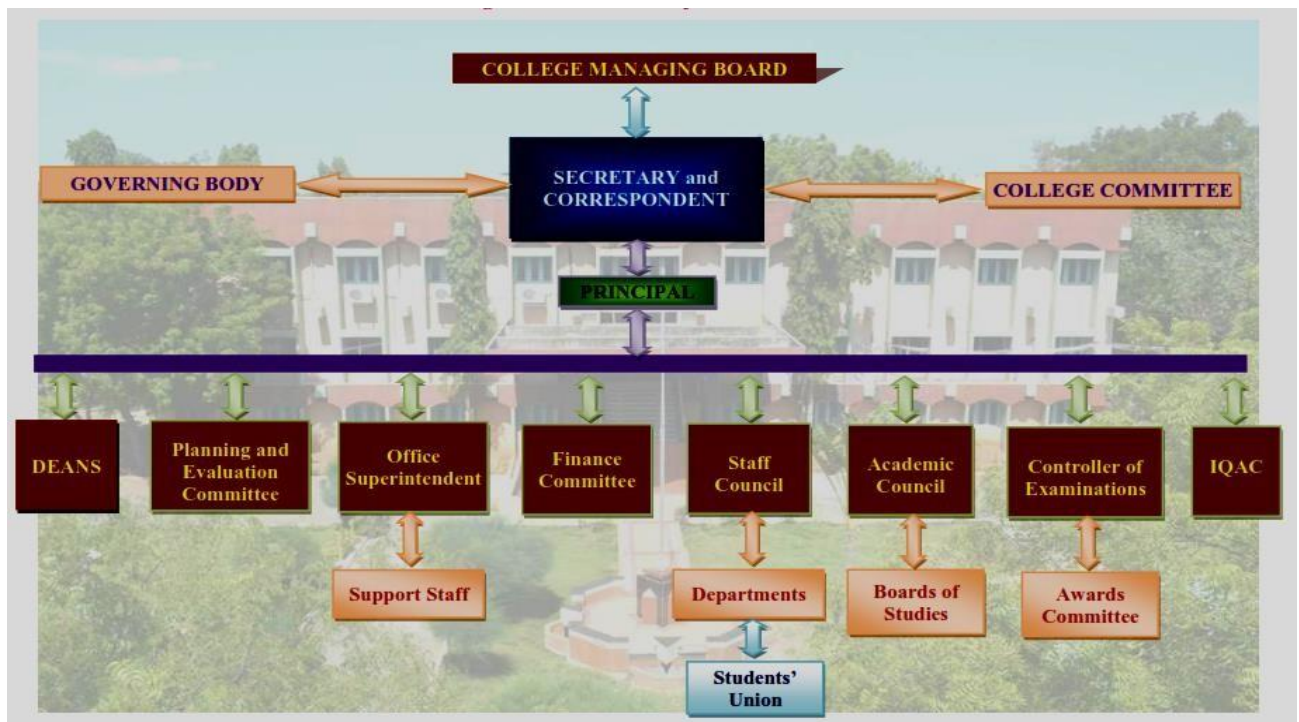 COLLEGE MANAGING BOARD
GOVERNING BODY
SECRETARY and
CORRESPONDENT
COLLEGE COMMITTEE
PRINCIPAL
DEANS
Planning and
Evaluation
Committee
Office
Superintendent
Finance
Committee
Staff
Council
Academic
Council
Controller of
Examinations
IQAC
Support Staff
Departments
Boards of
Studies
Awards
Committee
Students'
Union